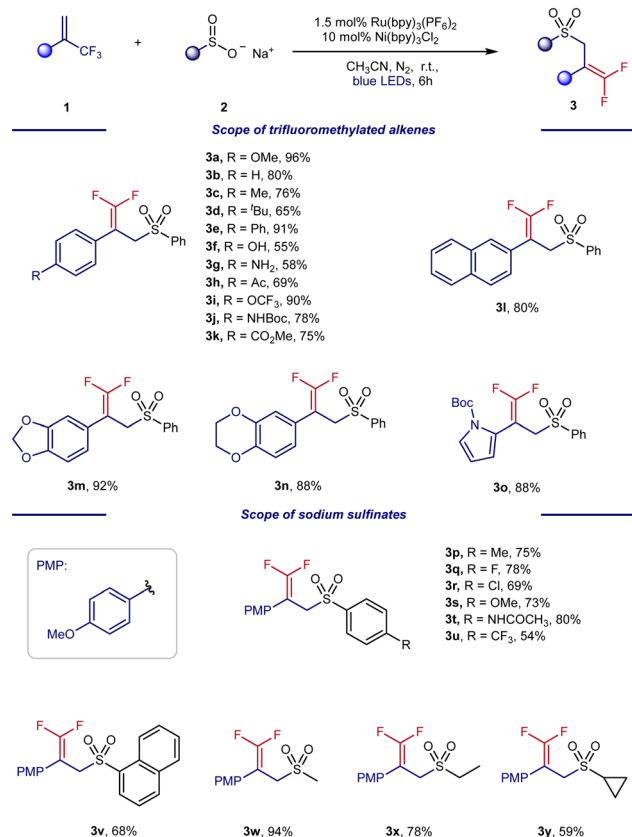 1.5 mol% Ru(bpy)3(PF6)2
10 mol% Ni(bpy)3Cl2
CF3
+
S
O
O− Na+
CH3CN, N2, r.t.,
blue LEDs, 6h
O O
S
F
F
1
2
3
Scope of trifluoromethylated alkenes
F F
O O
S
Ph
R
3a, R = OMe, 96%
3b, R = H, 80%
3c, R = Me, 76%
3d, R = tBu, 65%
3e, R = Ph, 91%
3f, R = OH, 55%
3g, R = NH2, 58%
3h, R = Ac, 69%
3i, R = OCF3, 90%
3j, R = NHBoc, 78%
3k, R = CO2Me, 75%
F F
O O
S
Ph
3l, 80%
F F
O O
S
Ph
O
O
3m, 92%
F F
O O
S
Ph
O
O
3n, 88%
F F
O O
S
Ph
Boc
N
3o, 88%
Scope of sodium sulfinates
PMP:
MeO
F F
O O
S
PMP
R
3p, R = Me, 75%
3q, R = F, 78%
3r, R = Cl, 69%
3s, R = OMe, 73%
3t, R = NHCOCH3, 80%
3u, R = CF3, 54%
F F
O O
S
PMP
3v, 68%
F F
O O
S
PMP
3w, 94%
F F
O O
S
PMP
3x, 78%
F F
O O
S
PMP
3y, 59%